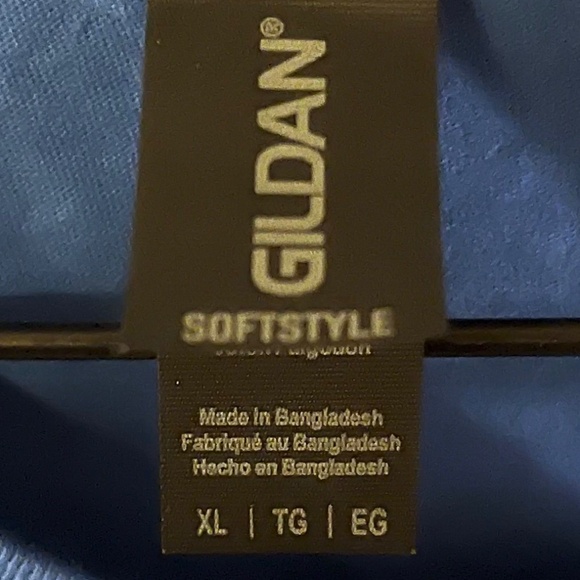 GILDAN®
SOFTSTYLE
Made in Bangladesh
Fabriqué au Bangladesh
Hecho en Bangladesh
XL | TG | EG